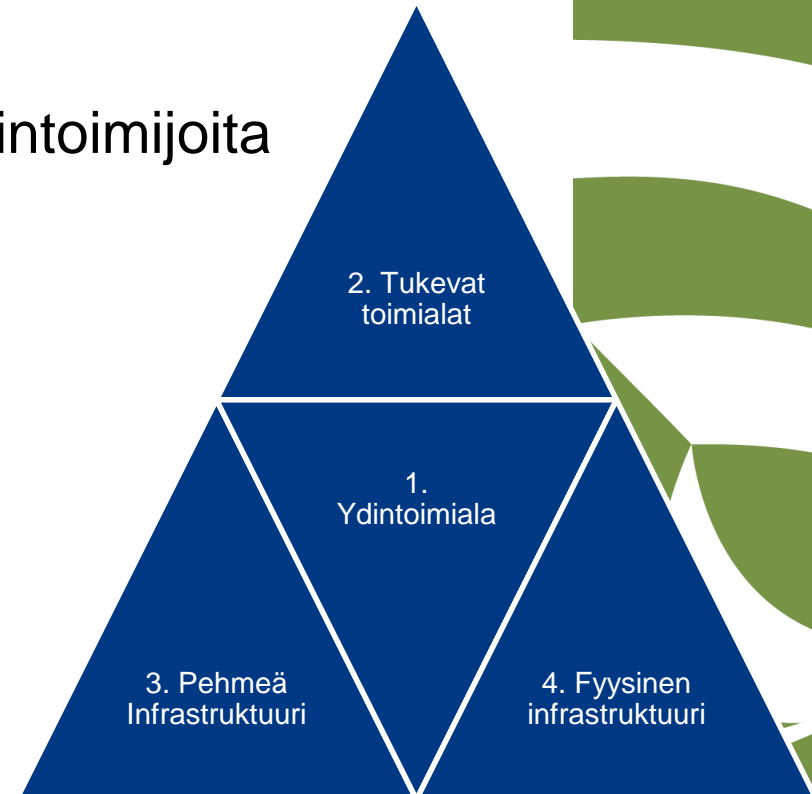 intoimijoita
2. Tukevat
toimialat
1.
Ydintoimiala
3. Pehmeä
Infrastruktuuri
4. Fyysinen
infrastruktuuri